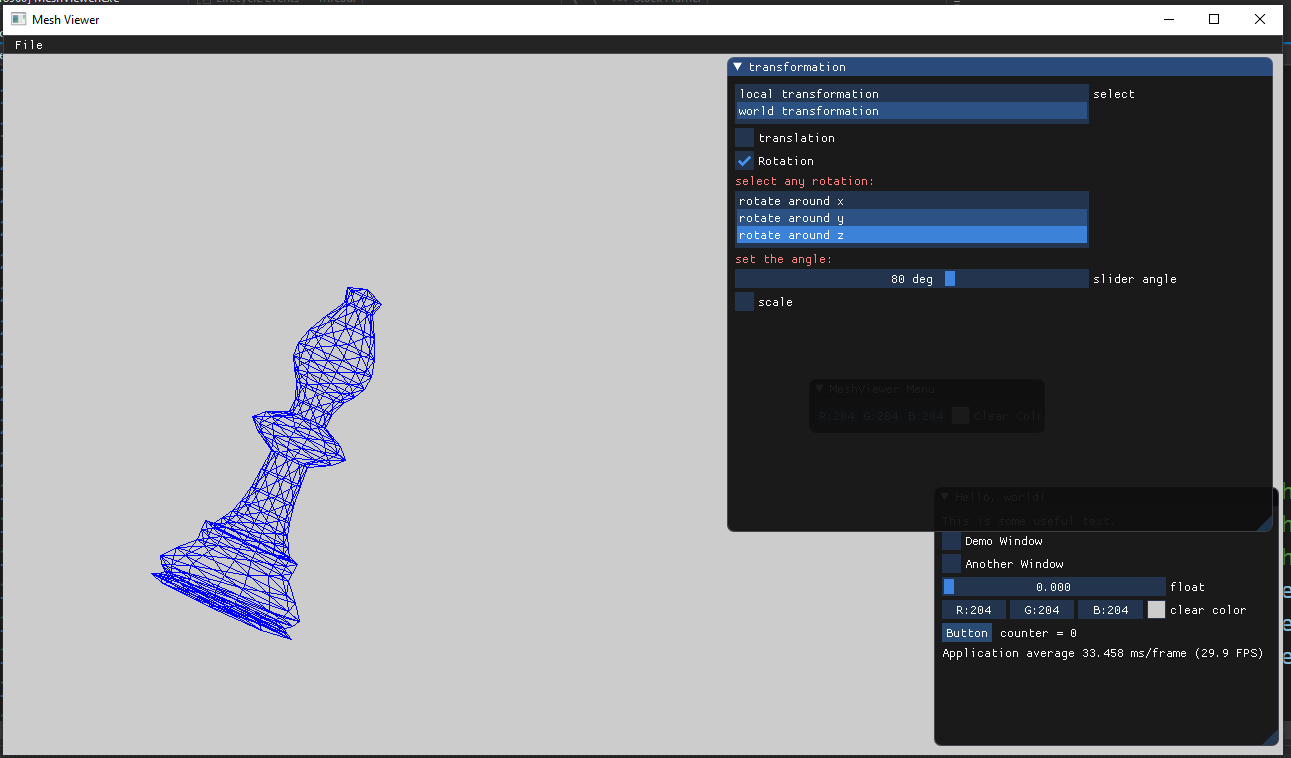 Mesh Viewer
File
transformation
local transformation select
world transformation
translation
Rotation
select any rotation:
rotate around x
rotate around y
rotate around z
set the angle:
80 deg slider angle
scale
MeshViewer Menu
R:204 G:204 B:204 Clear Col
Hello, world!
This is some useful text.
Demo Window
Another Window
0.000 float
R:204 G:204 B:204 clear color
Button counter = 0
Application average 33.458 ms/frame (29.9 FPS)